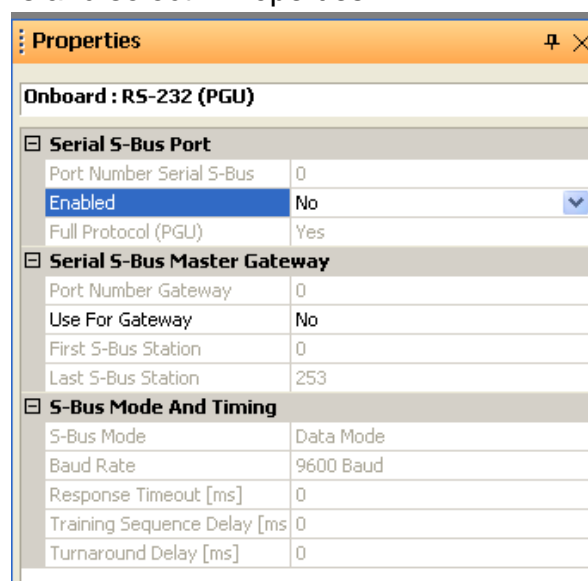 Properties
Onboard : RS-232 (PGU)
Serial S-Bus Port
Port Number Serial S-Bus 0
Enabled No
Full Protocol (PGU) Yes
Serial S-Bus Master Gateway
Port Number Gateway 0
Use For Gateway No
First S-Bus Station 0
Last S-Bus Station 253
S-Bus Mode And Timing
S-Bus Mode Data Mode
Baud Rate 9600 Baud
Response Timeout [ms] 0
Training Sequence Delay [ms 0
Turnaround Delay [ms] 0